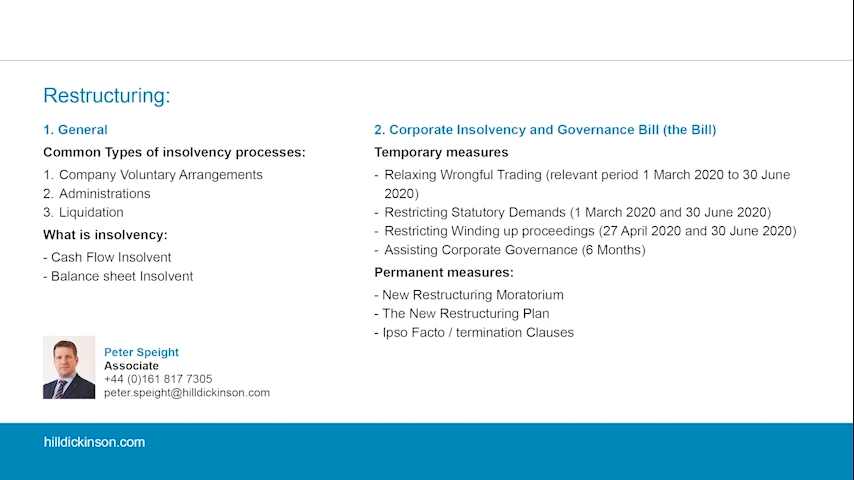 Restructuring:
1. General
Common Types of insolvency processes:
1. Company Voluntary Arrangements
2. Administrations
3. Liquidation
What is insolvency:
- Cash Flow Insolvent
- Balance sheet Insolvent
2. Corporate Insolvency and Governance Bill (the Bill)
Temporary measures
- Relaxing Wrongful Trading (relevant period 1 March 2020 to 30 June
2020)
- Restricting Statutory Demands (1 March 2020 and 30 June 2020)
- Restricting Winding up proceedings (27 April 2020 and 30 June 2020)
- Assisting Corporate Governance (6 Months)
Permanent measures:
- New Restructuring Moratorium
- The New Restructuring Plan
- Ipso Facto / termination Clauses
Peter Speight
Associate
+44 (0)161 817 7305
peter.speight@hilldickinson.com
hilldickinson.com